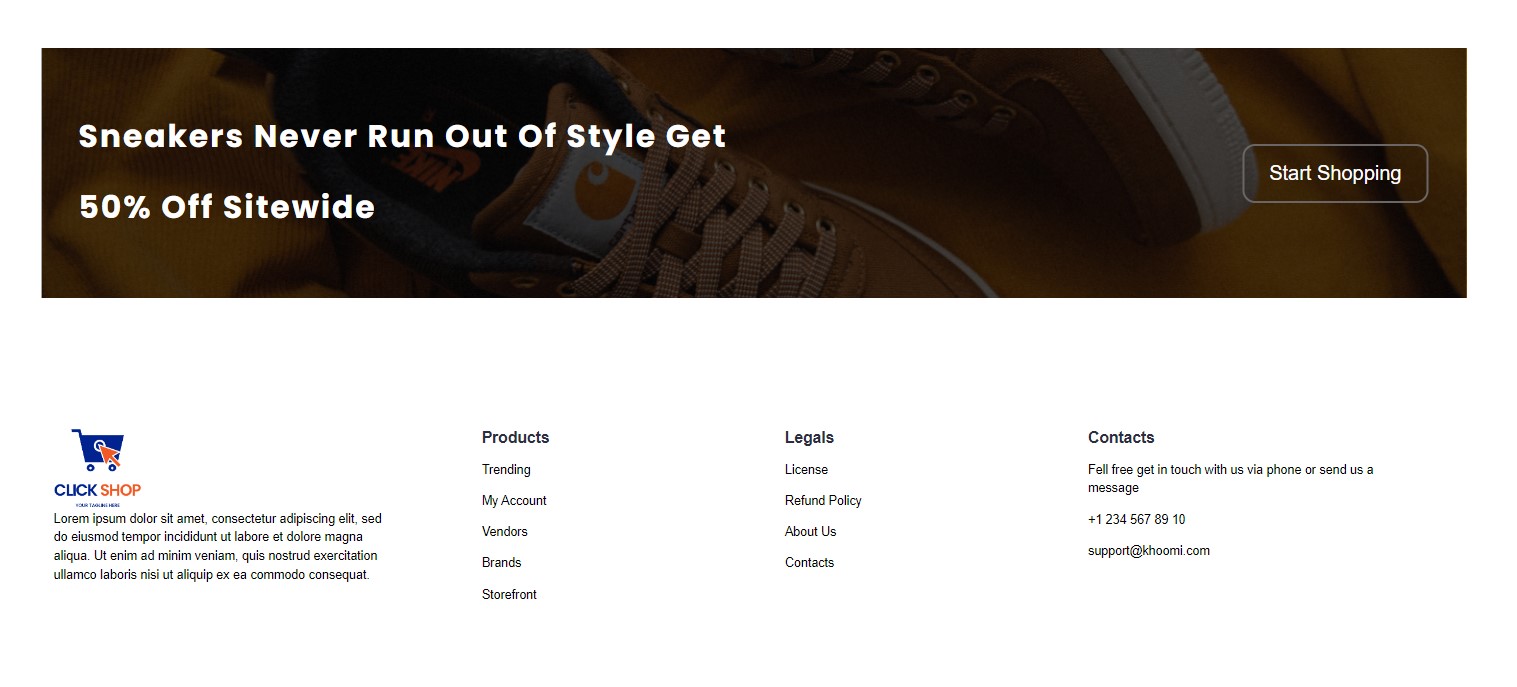 Sneakers Never Run Out Of Style Get
50% Off Sitewide
Start Shopping
NIKE
CLICK SHOP
YOUR TAGLINE HERE
Lorem ipsum dolor sit amet, consectetur adipiscing elit, sed
do eiusmod tempor incididunt ut labore et dolore magna
aliqua. Ut enim ad minim veniam, quis nostrud exercitation
ullamco laboris nisi ut aliquip ex ea commodo consequat.
Products
Trending
My Account
Vendors
Brands
Storefront
Legals
License
Refund Policy
About Us
Contacts
Contacts
Fell free get in touch with us via phone or send us a
message
+1 234 567 89 10
support@khoomi.com